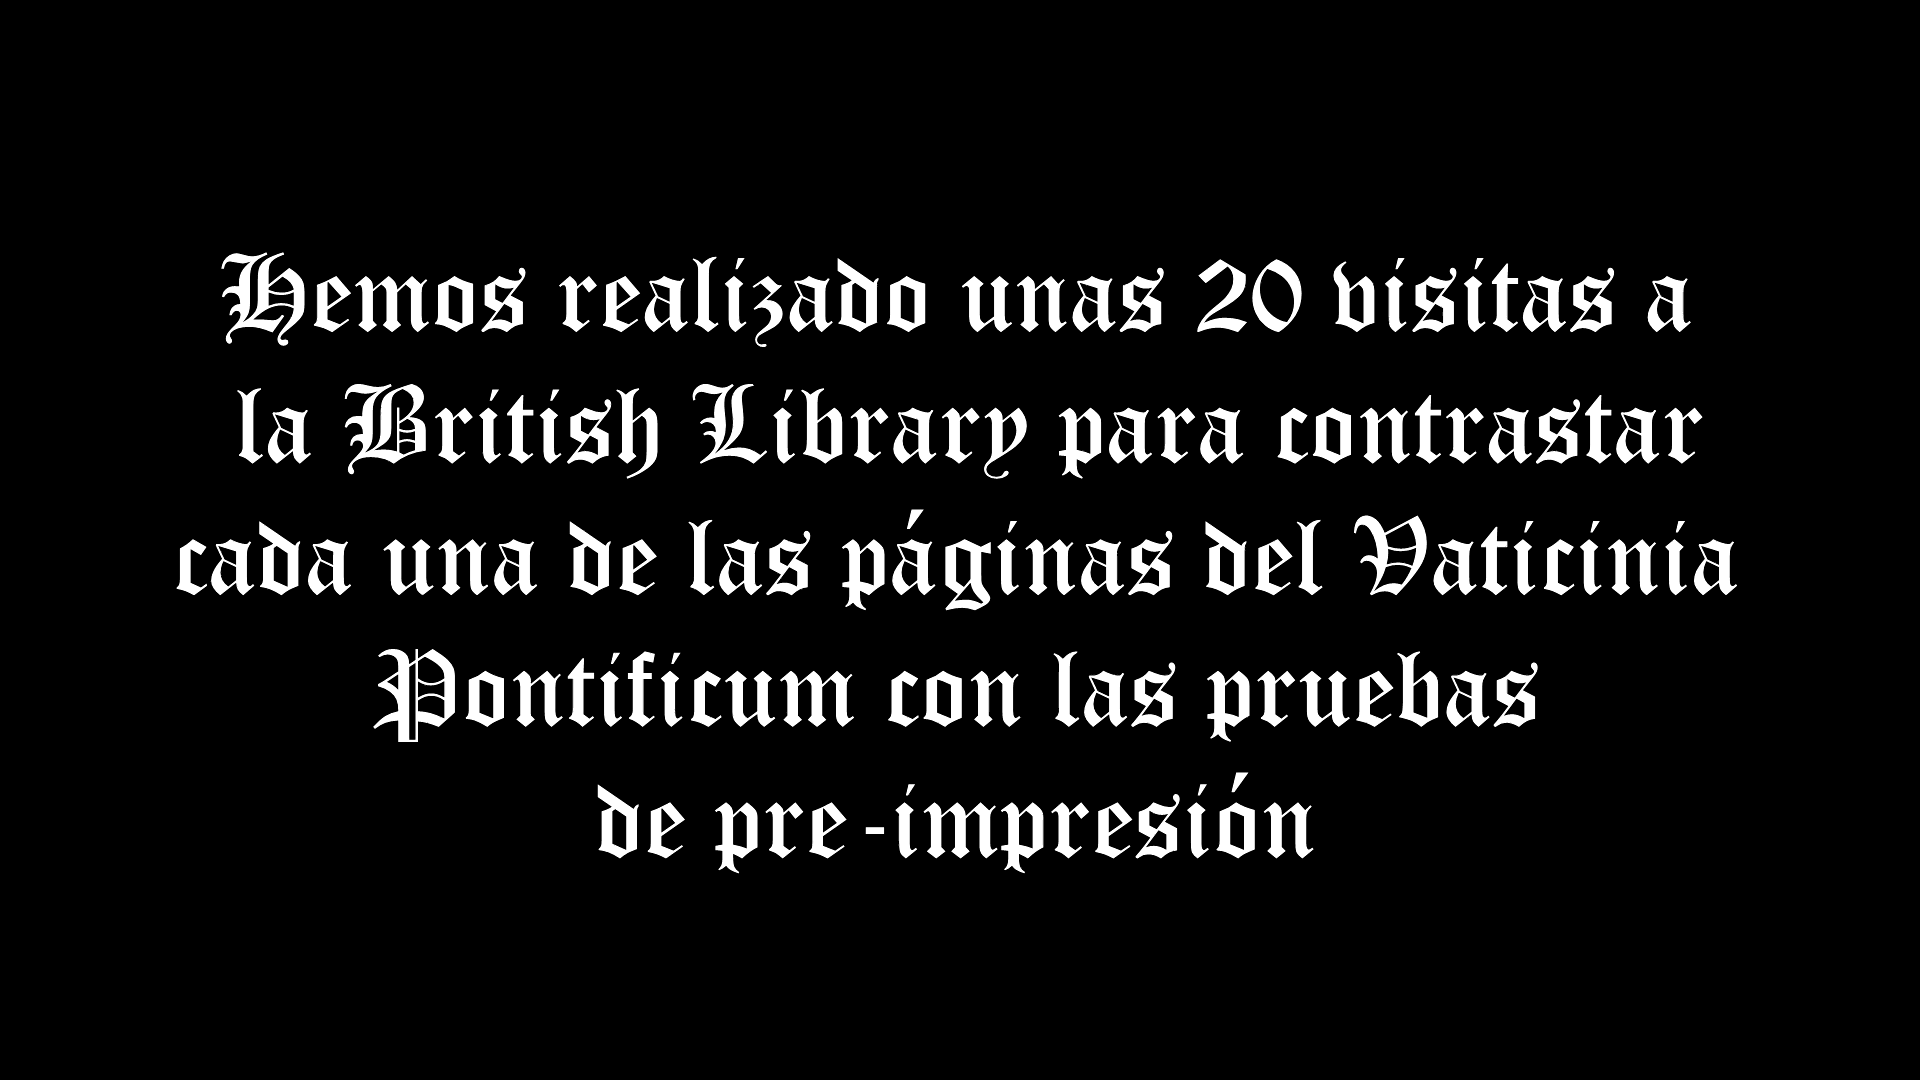 Hemos realizado unas 20 visitas a
la British Library para contrastar
cada una de las páginas del Vaticinia
Pontificum con las pruebas
de pre-impresión